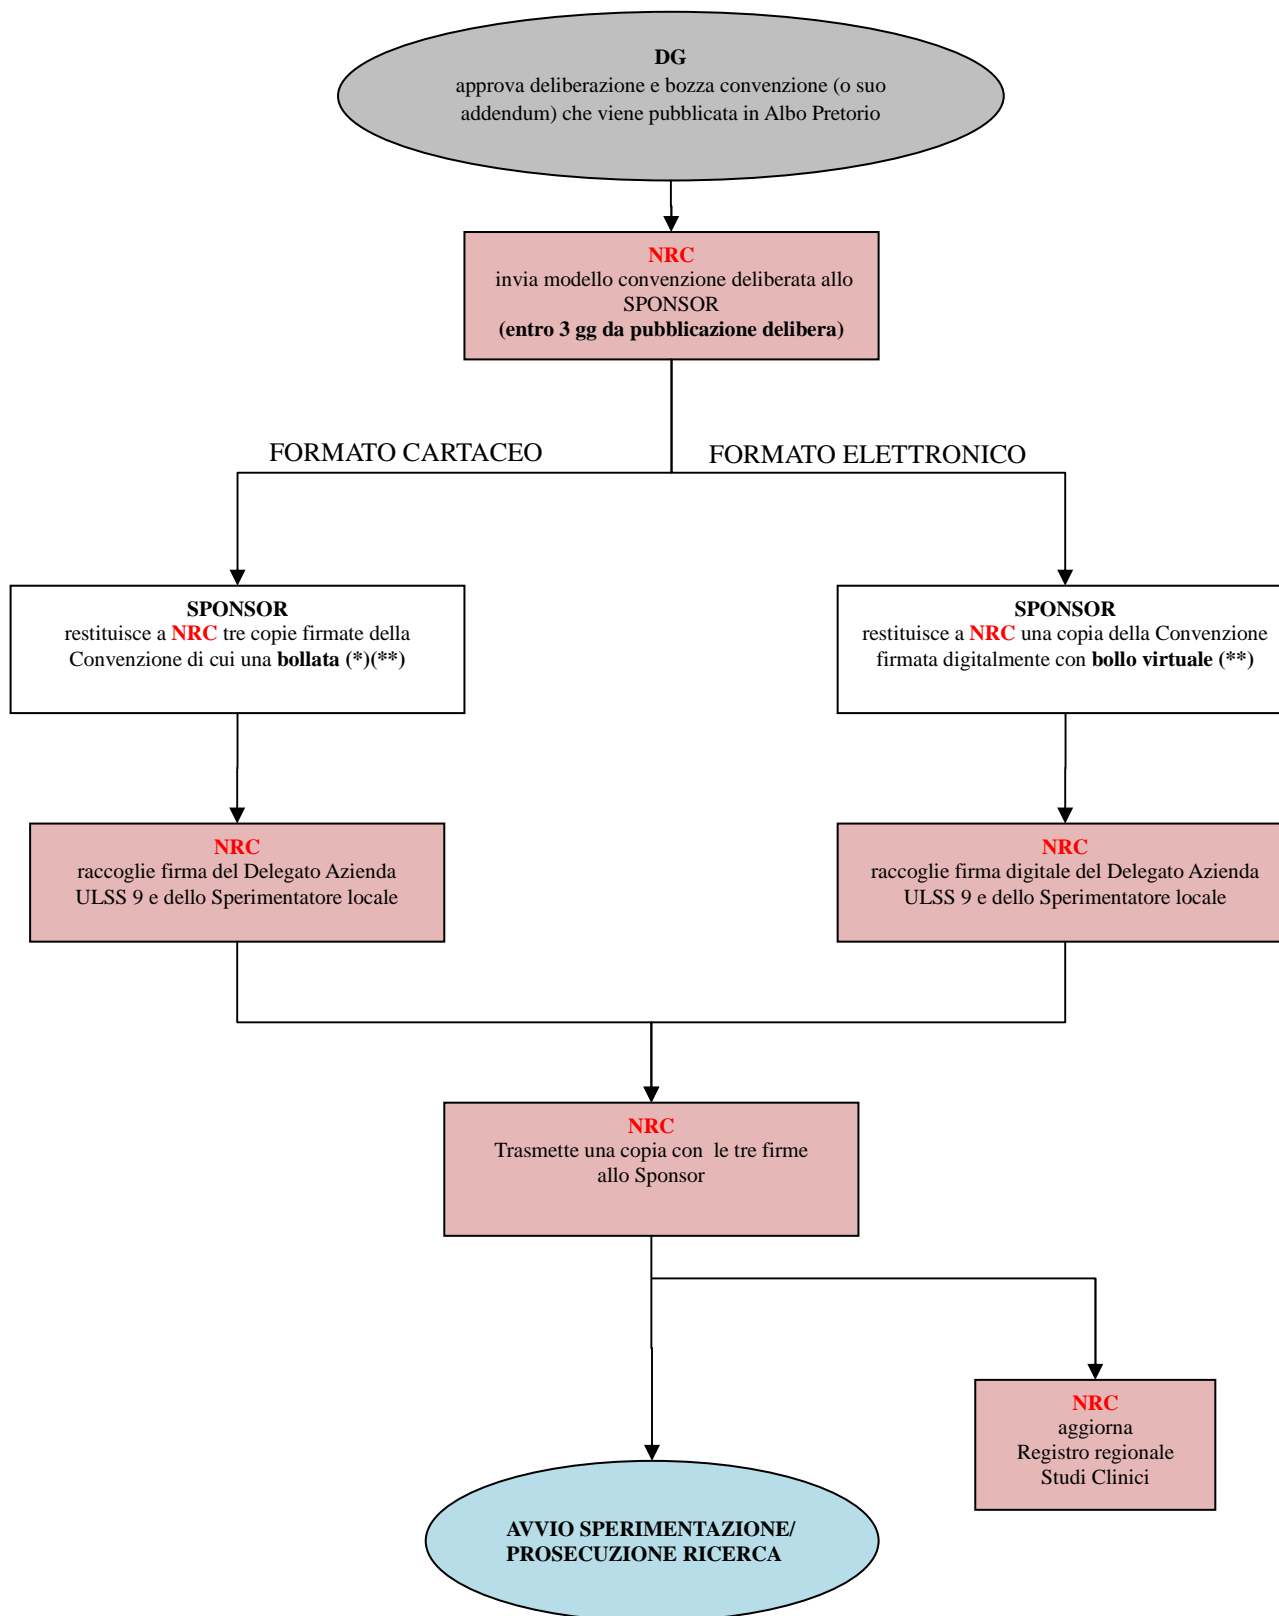 DG
approva deliberazione e bozza convenzione (o suo
addendum) che viene pubblicata in Albo Pretorio
NRC
invia modello convenzione deliberata allo
SPONSOR
(entro 3 gg da pubblicazione delibera)
FORMATO CARTACEO
FORMATO ELETTRONICO
SPONSOR
restituisce a NRC tre copie firmate della
Convenzione di cui una bollata (*)(**)
SPONSOR
restituisce a NRC una copia della Convenzione
firmata digitalmente con bollo virtuale (**)
NRC
raccoglie firma del Delegato Azienda
ULSS 9 e dello Sperimentatore locale
NRC
raccoglie firma digitale del Delegato Azienda
ULSS 9 e dello Sperimentatore locale
NRC
Trasmette una copia con le tre firme
allo Sponsor
NRC
aggiorna
Registro regionale
Studi Clinici
AVVIO SPERIMENTAZIONE/
PROSECUZIONE RICERCA